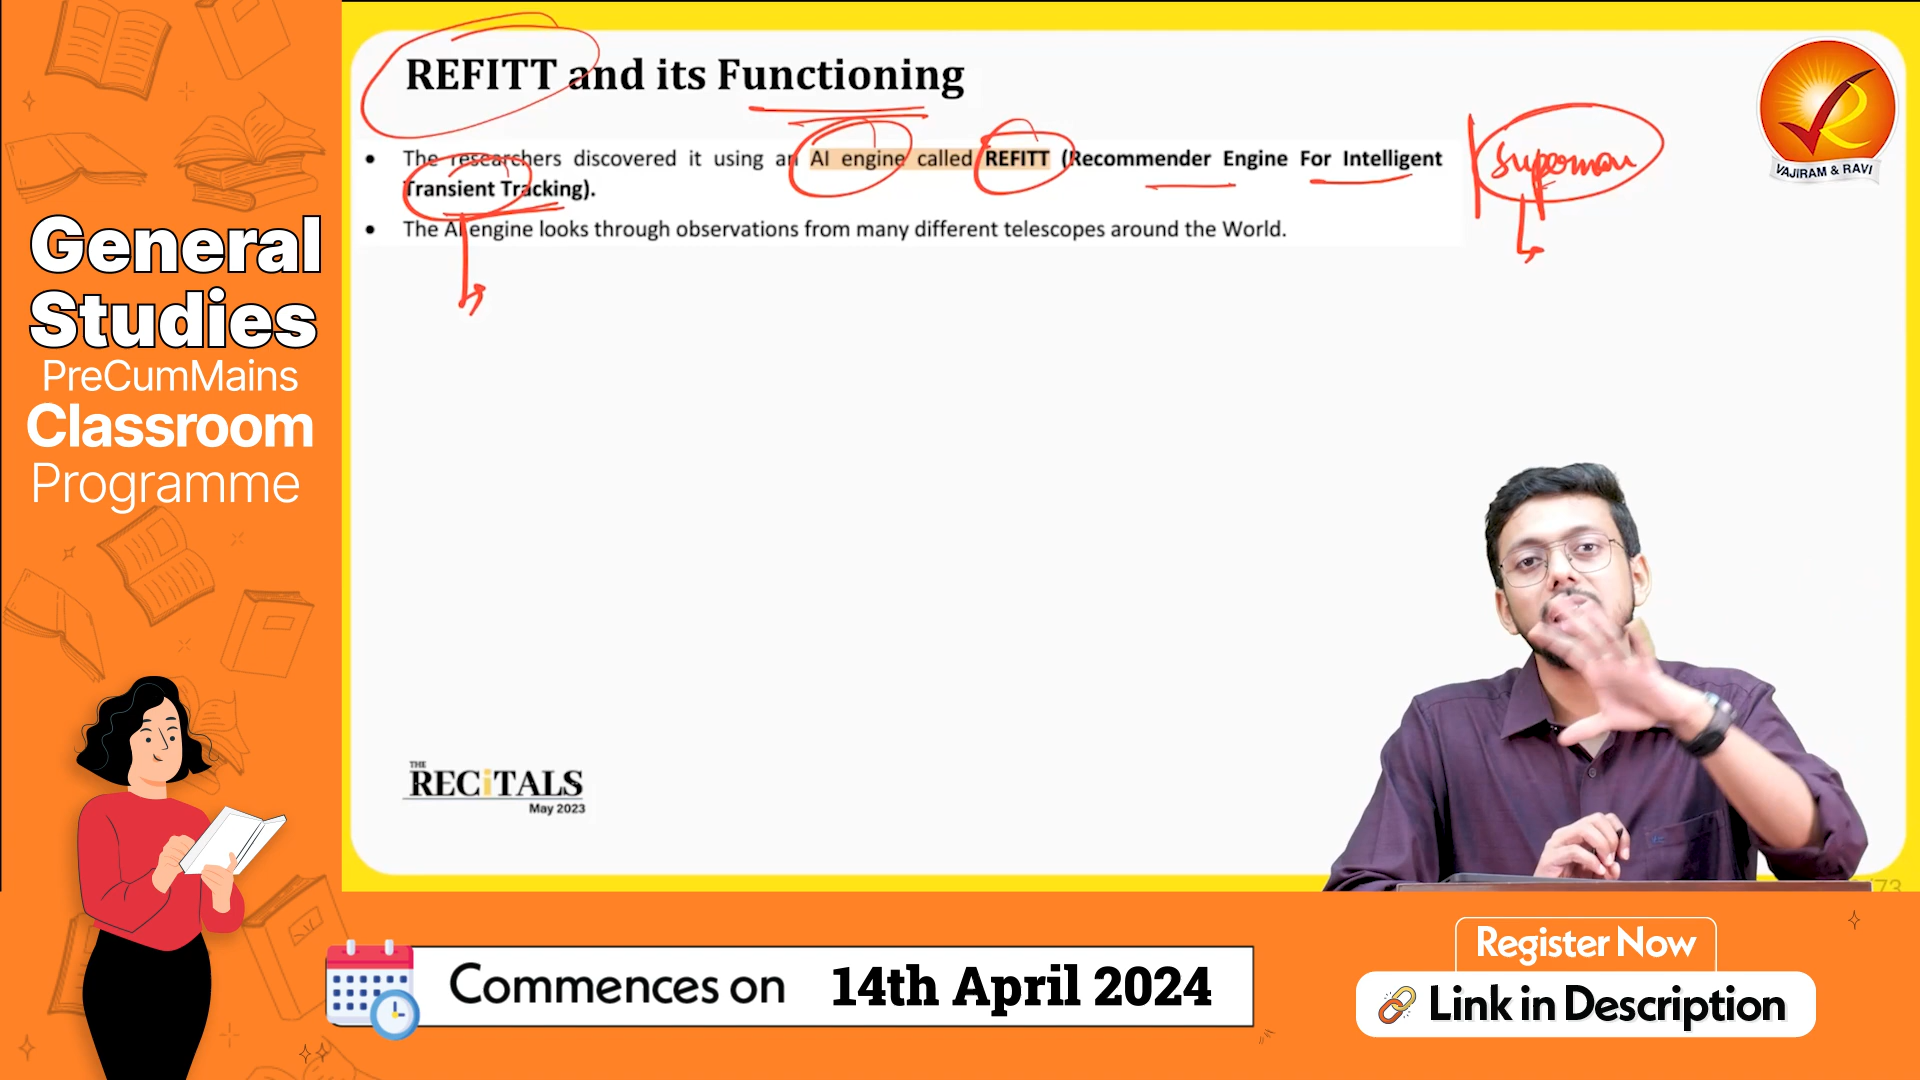 General
Studies
PreCumMains
Classroom
Programme
REFITT and its Functioning
• The researchers discovered it using an AI engine called REFITT (Recommender Engine For Intelligent
Transient Tracking).
• The AI engine looks through observations from many different telescopes around the World.
superman
VAJIRAM & RAVI
THE
RECiTALS
May 2023
73
Commences on 14th April 2024
Register Now
Link in Description